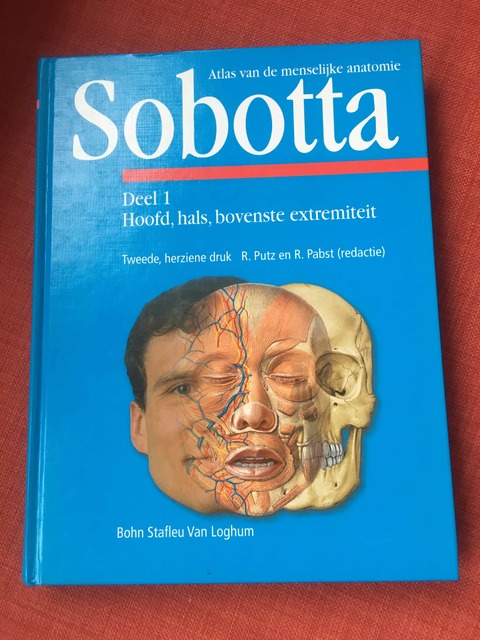 Atlas van de menselijke anatomie
Sobotta
Deel 1
Hoofd, hals, bovenste extremiteit
Tweede, herziene druk R. Putz en R. Pabst (redactie)
Bohn Stafleu Van Loghum